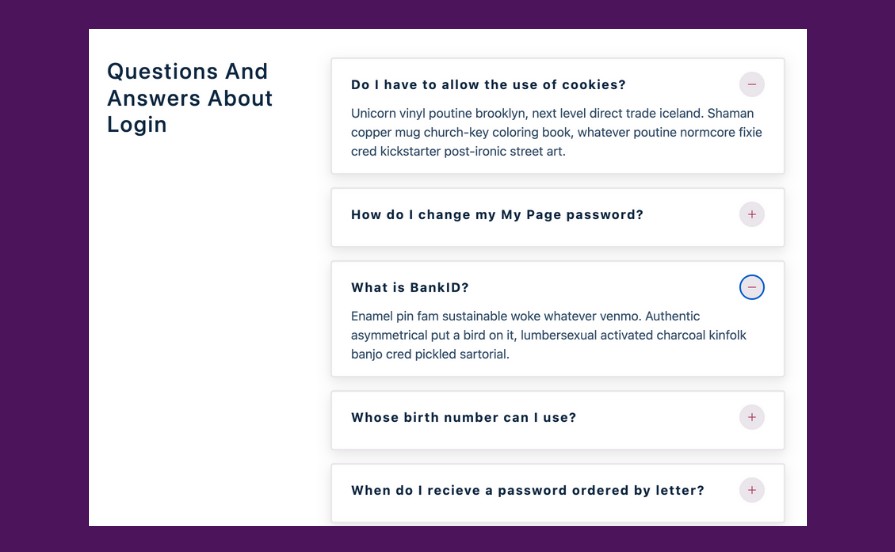 Questions And
Answers About
Login
Do I have to allow the use of cookies?
Unicorn vinyl poutine brooklyn, next level direct trade iceland. Shaman
copper mug church-key coloring book, whatever poutine normcore fixie
cred kickstarter post-ironic street art.
How do I change my My Page password?
What is BankID?
Enamel pin fam sustainable woke whatever venmo. Authentic
asymmetrical put a bird on it, lumbersexual activated charcoal kinfolk
banjo cred pickled sartorial.
Whose birth number can I use?
When do I recieve a password ordered by letter?